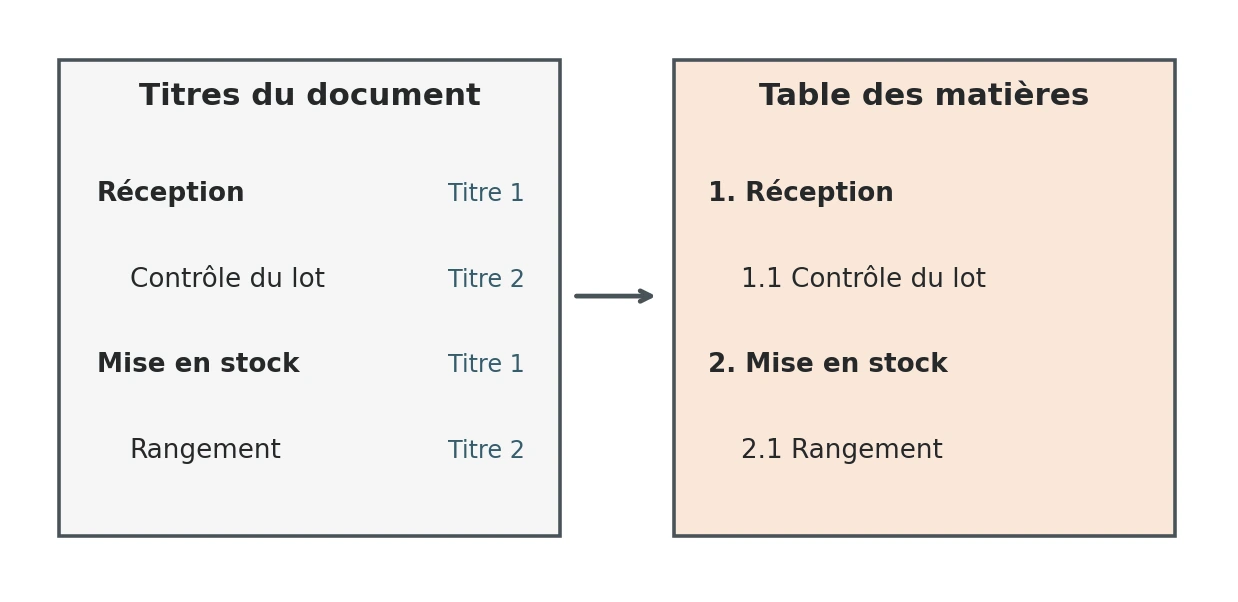 Titres du document
Réception Titre 1
Contrôle du lot Titre 2
Mise en stock Titre 1
Rangement Titre 2
Table des matières
1. Réception
1.1 Contrôle du lot
2. Mise en stock
2.1 Rangement